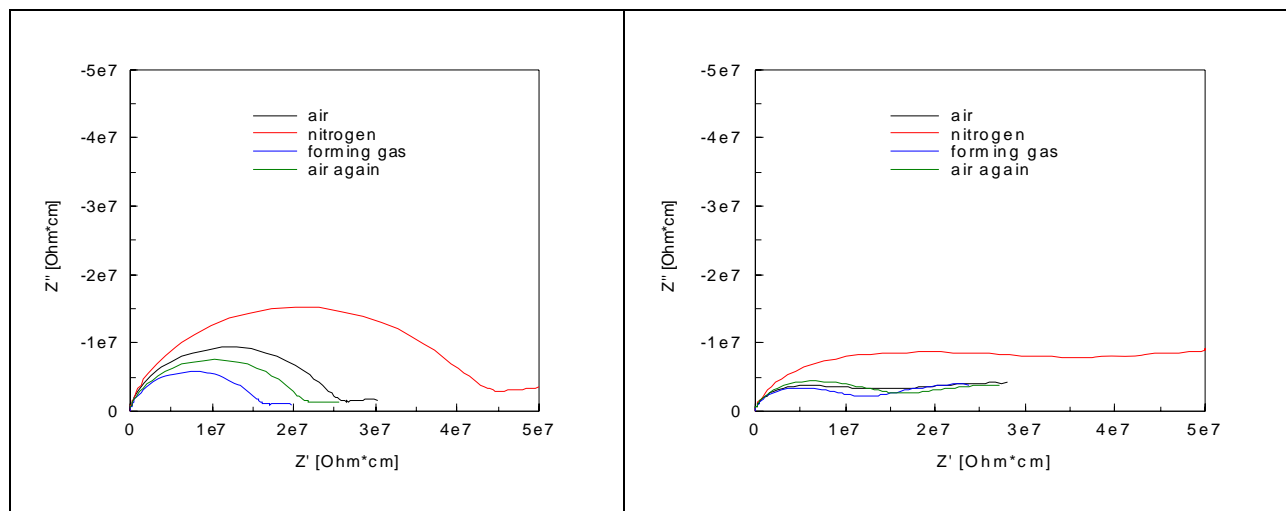 -5e7
-4e7
-3e7
-2e7
-1e7
0
Z'' [Ohm*cm]
air
nitrogen
forming gas
air again
0 1e7 2e7 3e7 4e7 5e7
Z' [Ohm*cm]
-5e7
-4e7
-3e7
-2e7
-1e7
0
Z'' [Ohm*cm]
air
nitrogen
forming gas
air again
0 1e7 2e7 3e7 4e7 5e7
Z' [Ohm*cm]